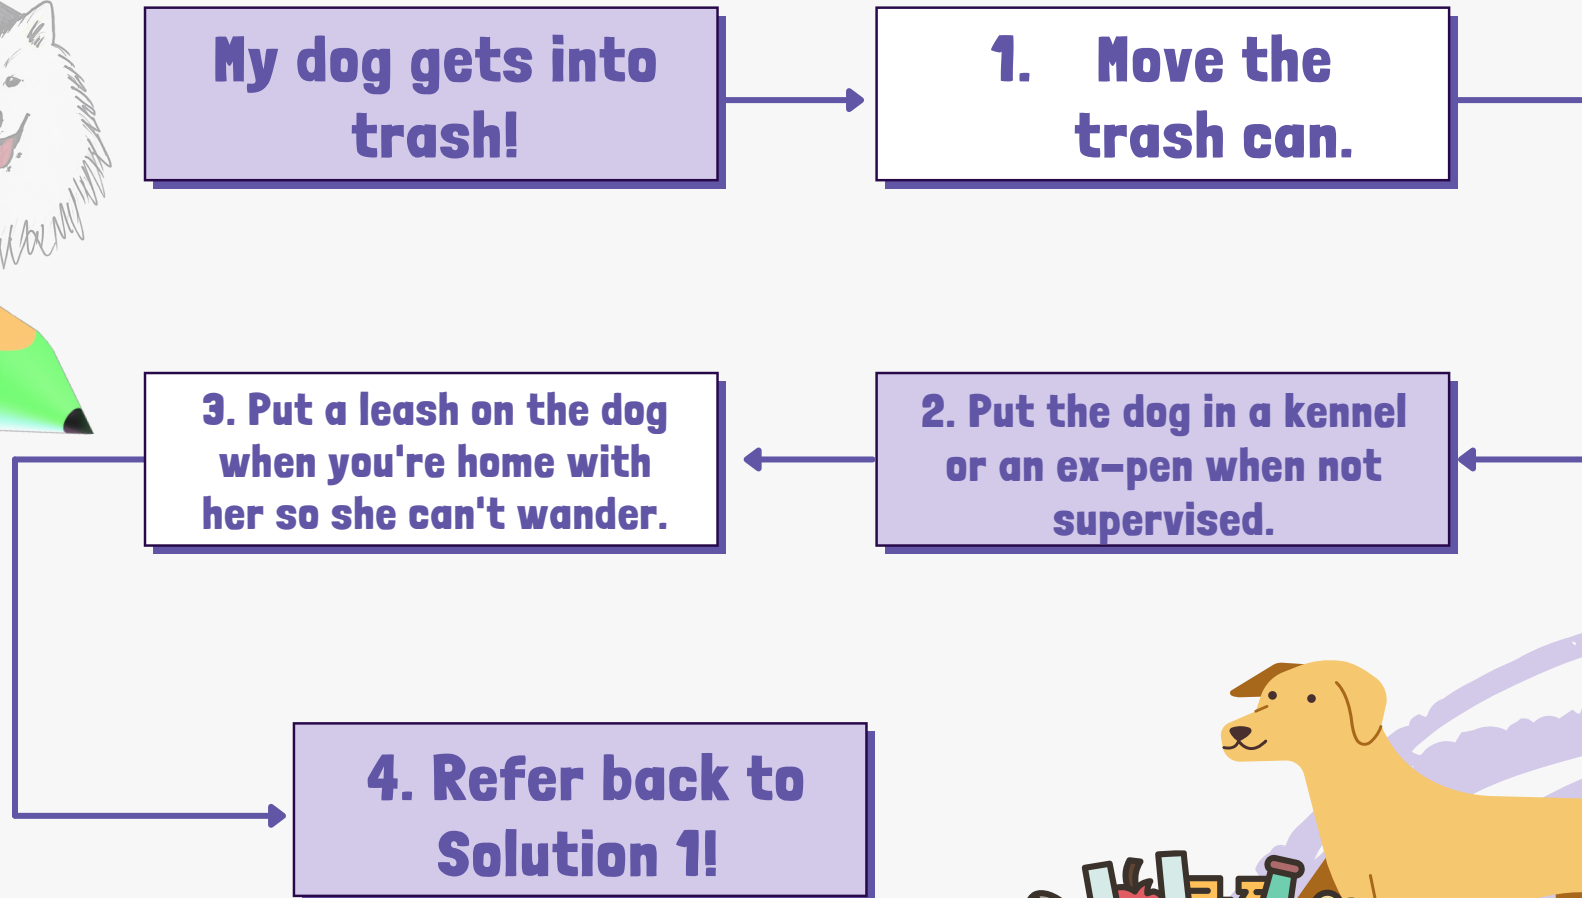 My dog gets into
trash!
1. Move the
trash can.
2. Put the dog in a kennel
or an ex-pen when not
supervised.
3. Put a leash on the dog
when you're home with
her so she can't wander.
4. Refer back to
Solution 1!